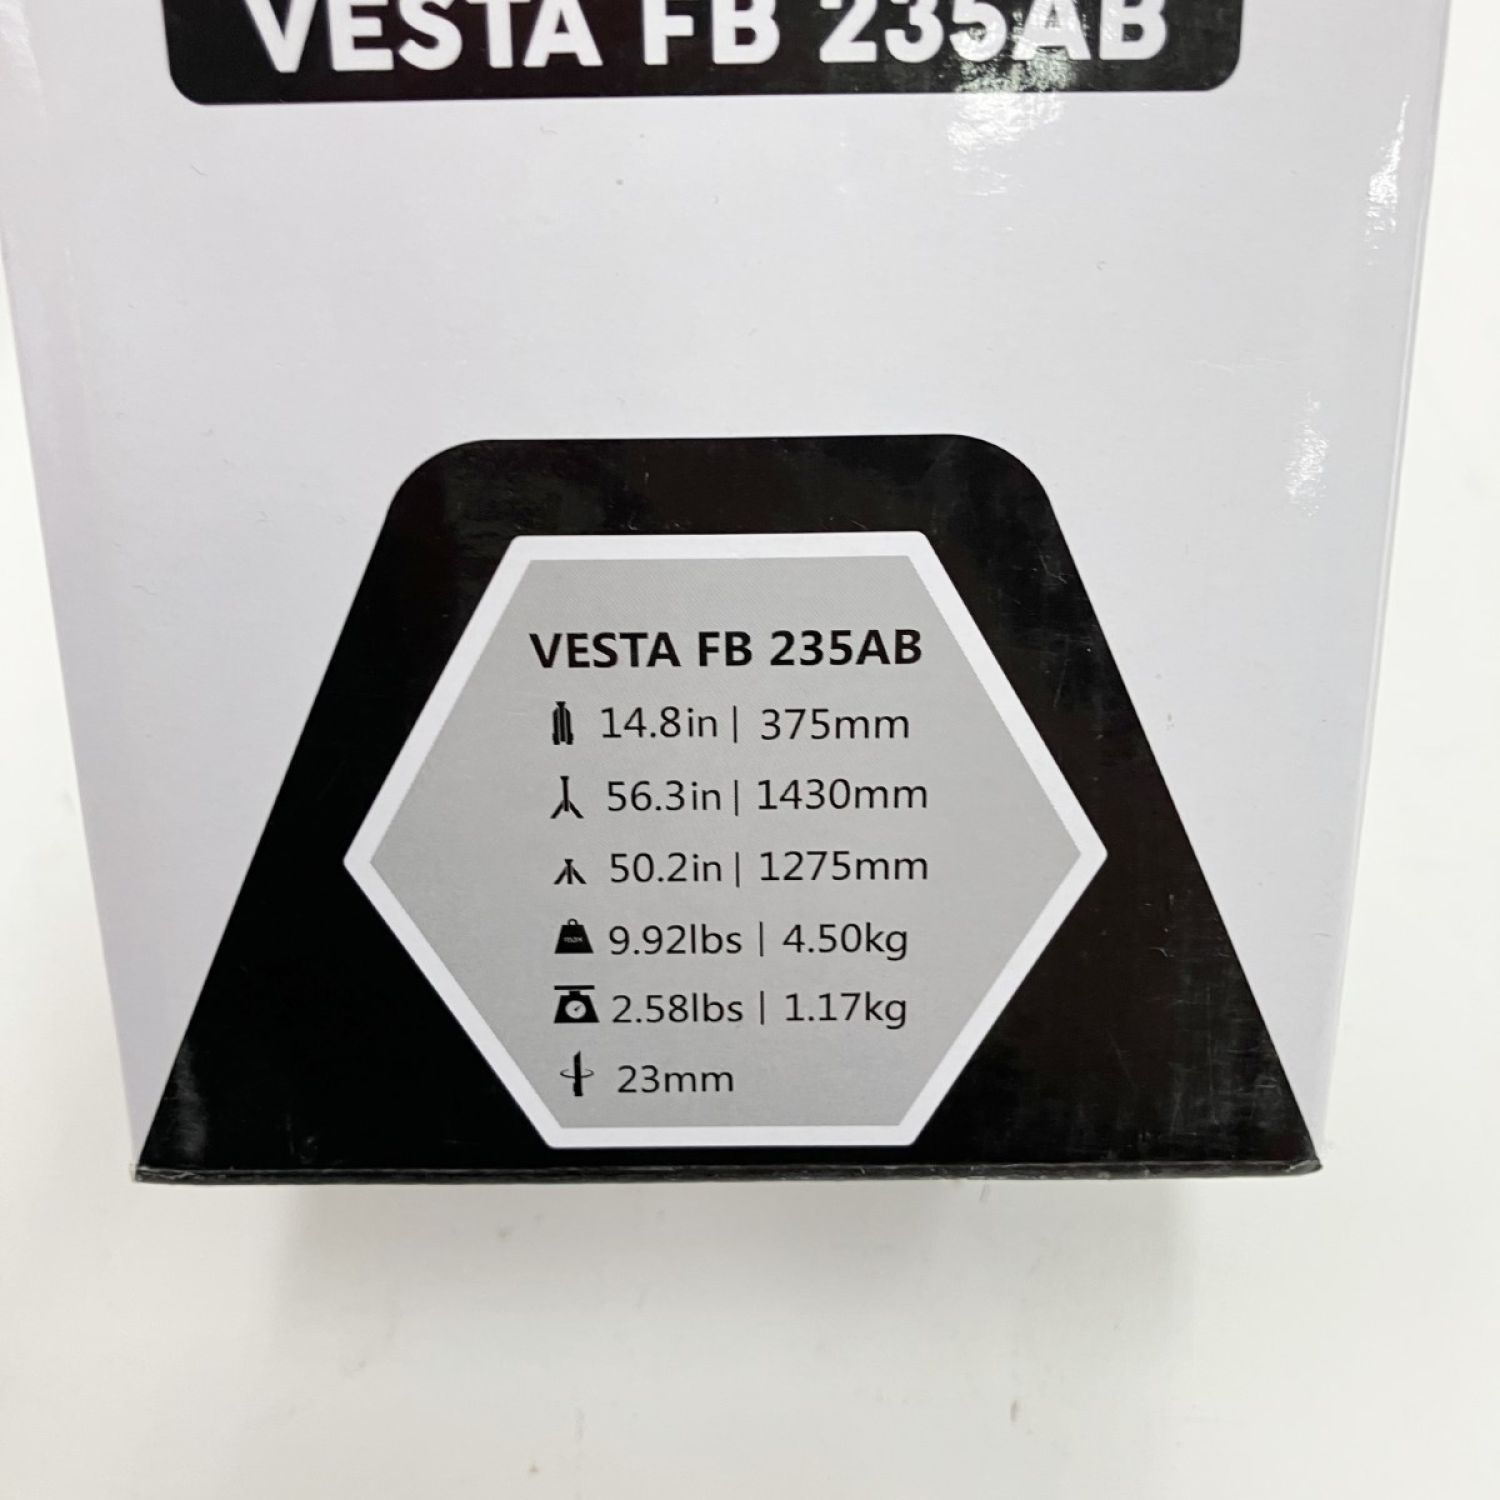 VESTA FB 235AB
VESTA FB 235AB
14.8in | 375mm
56.3in | 1430mm
50.2in | 1275mm
max 9.92lbs | 4.50kg
2.58lbs | 1.17kg
23mm